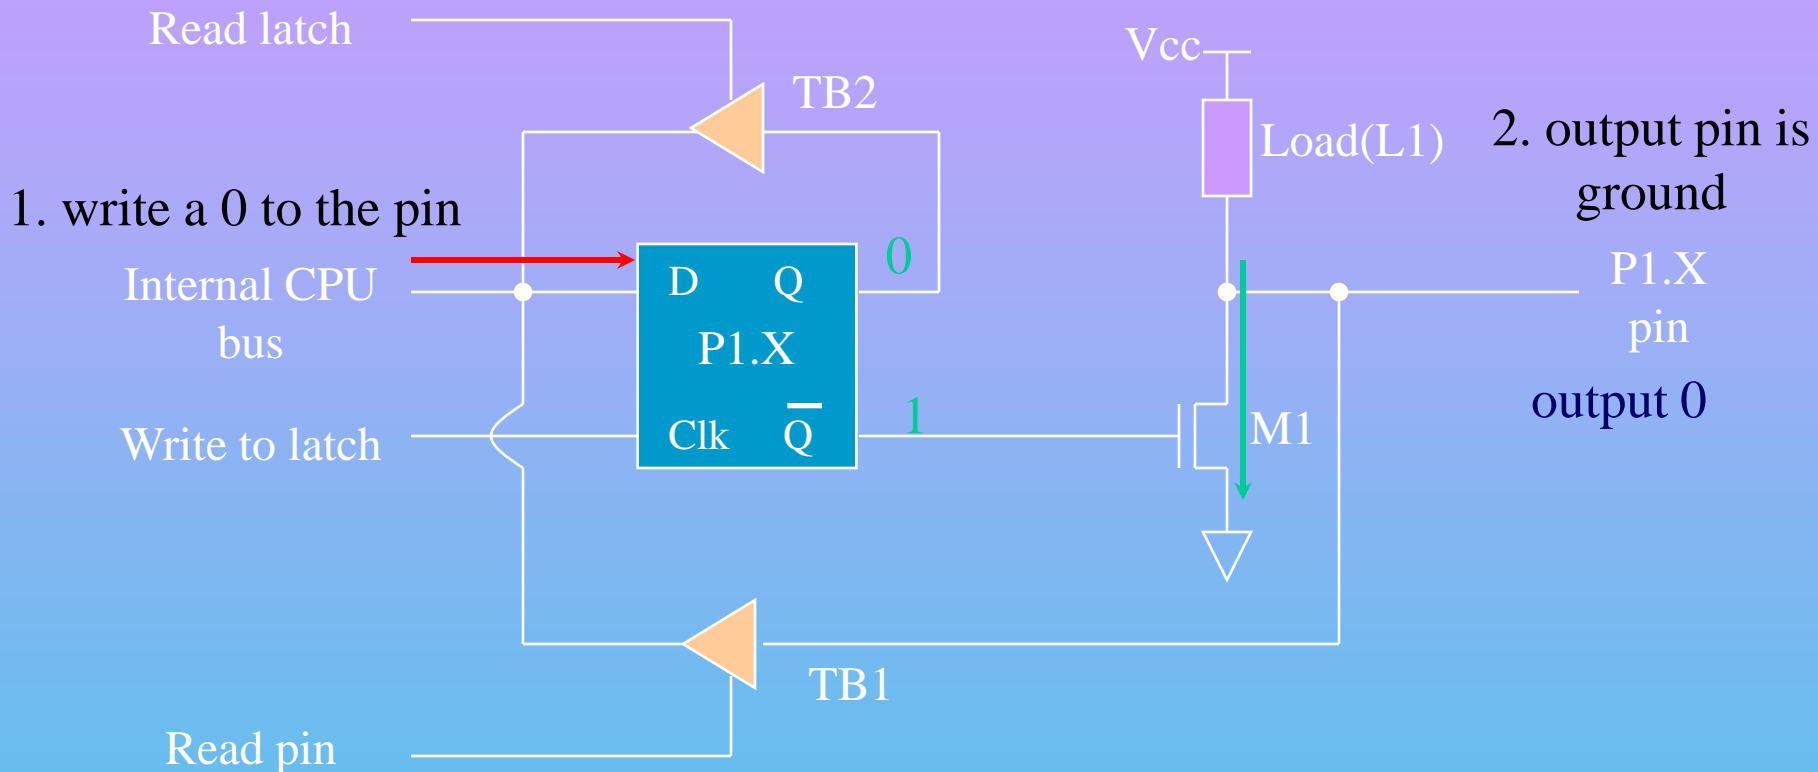 Read latch
Vcc
TB2
Load(L1)
2. output pin is
ground
1. write a 0 to the pin
Internal CPU
bus
D Q
0
P1.X
P1.X
pin
output 0
Write to latch
Clk Q̅
1
M1
TB1
Read pin